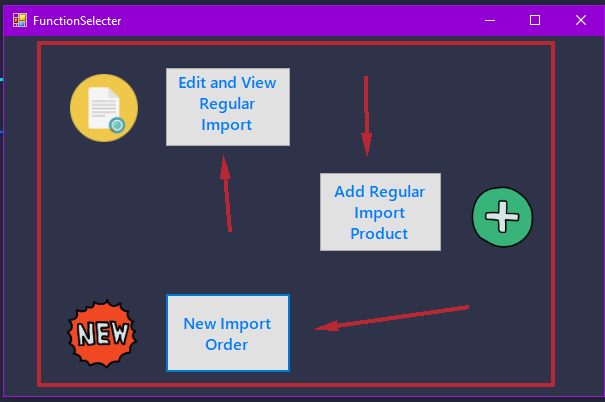 FunctionSelecter
Edit and View
Regular
Import
Add Regular
Import
Product
NEW
New Import
Order